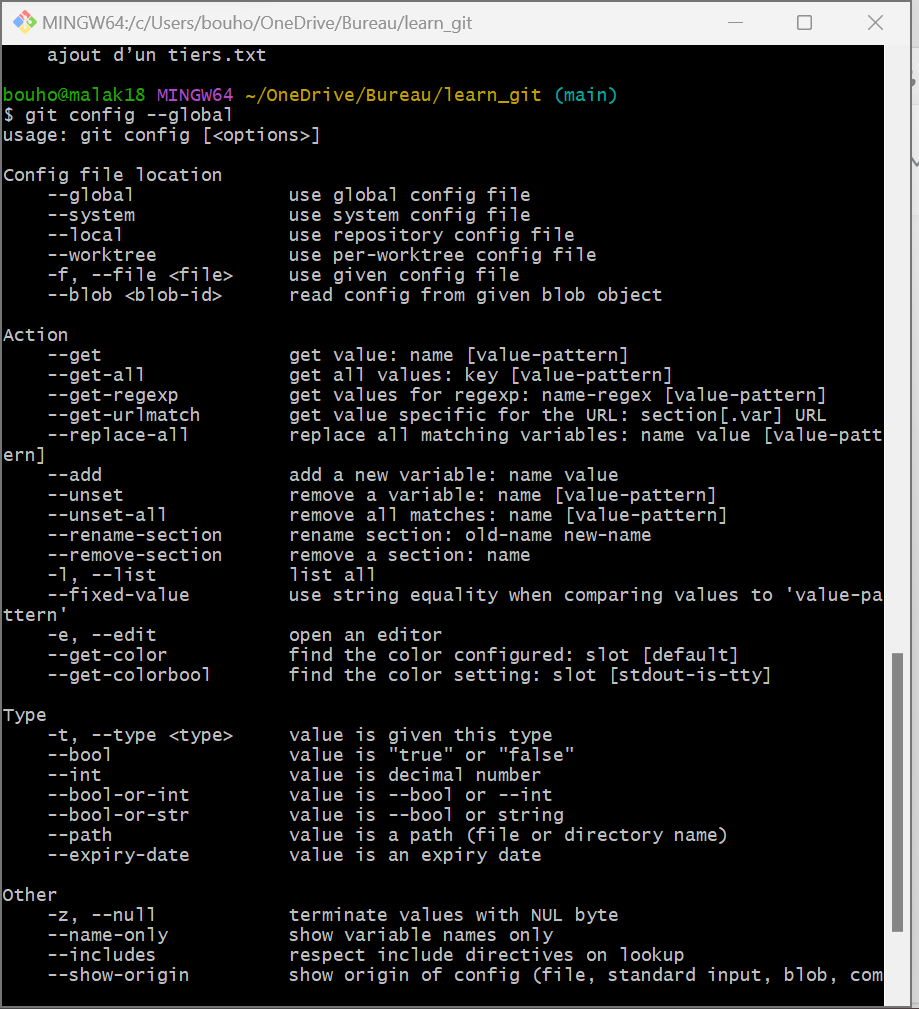 MINGW64:/c/Users/bouho/OneDrive/Bureau/learn_git
ajout d’un tiers.txt
bouho@malak18 MINGW64 ~/OneDrive/Bureau/learn_git (main)
$ git config --global
usage: git config [<options>]
Config file location
--global use global config file
--system use system config file
--local use repository config file
--worktree use per-worktree config file
-f, --file <file> use given config file
--blob <blob-id> read config from given blob object
Action
--get get value: name [value-pattern]
--get-all get all values: key [value-pattern]
--get-regexp get values for regexp: name-regex [value-pattern]
--get-urlmatch get value specific for the URL: section[.var] URL
--replace-all replace all matching variables: name value [value-patt
ern]
--add add a new variable: name value
--unset remove a variable: name [value-pattern]
--unset-all remove all matches: name [value-pattern]
--rename-section rename section: old-name new-name
--remove-section remove a section: name
-l, --list list all
--fixed-value use string equality when comparing values to 'value-pa
ttern'
-e, --edit open an editor
--get-color find the color configured: slot [default]
--get-colorbool find the color setting: slot [stdout-is-tty]
Type
-t, --type <type> value is given this type
--bool value is "true" or "false"
--int value is decimal number
--bool-or-int value is --bool or --int
--bool-or-str value is --bool or string
--path value is a path (file or directory name)
--expiry-date value is an expiry date
Other
-z, --null terminate values with NUL byte
--name-only show variable names only
--includes respect include directives on lookup
--show-origin show origin of config (file, standard input, blob, com